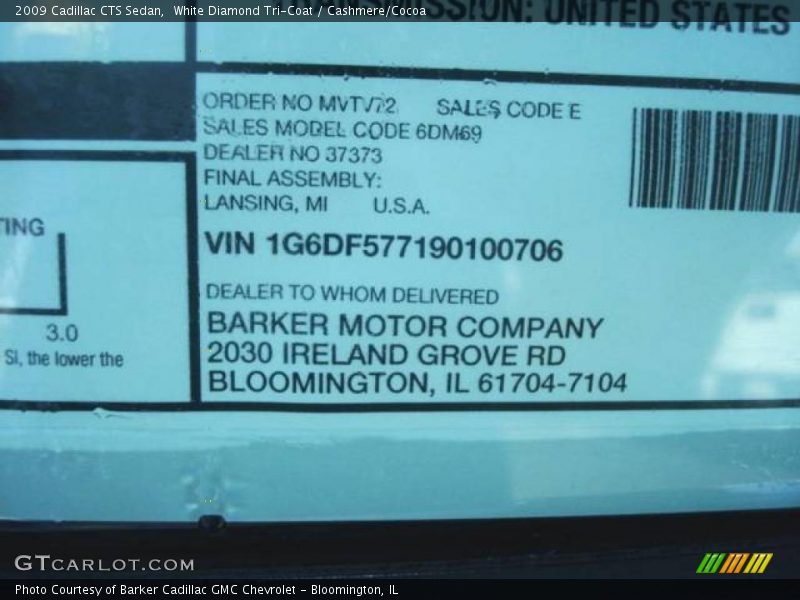 2009 Cadillac CTS Sedan, White Diamond Tri-Coat / Cashmere/Cocoa
UNITED STATES
ORDER NO MVTV72 SALES CODE E
SALES MODEL CODE 6DM69
DEALER NO 37373
FINAL ASSEMBLY:
LANSING, MI U.S.A.
TING
VIN 1G6DF577190100706
DEALER TO WHOM DELIVERED
3.0
BARKER MOTOR COMPANY
SI, the lower the
2030 IRELAND GROVE RD
BLOOMINGTON, IL 61704-7104
GTCARLOT.COM
Photo Courtesy of Barker Cadillac GMC Chevrolet - Bloomington, IL